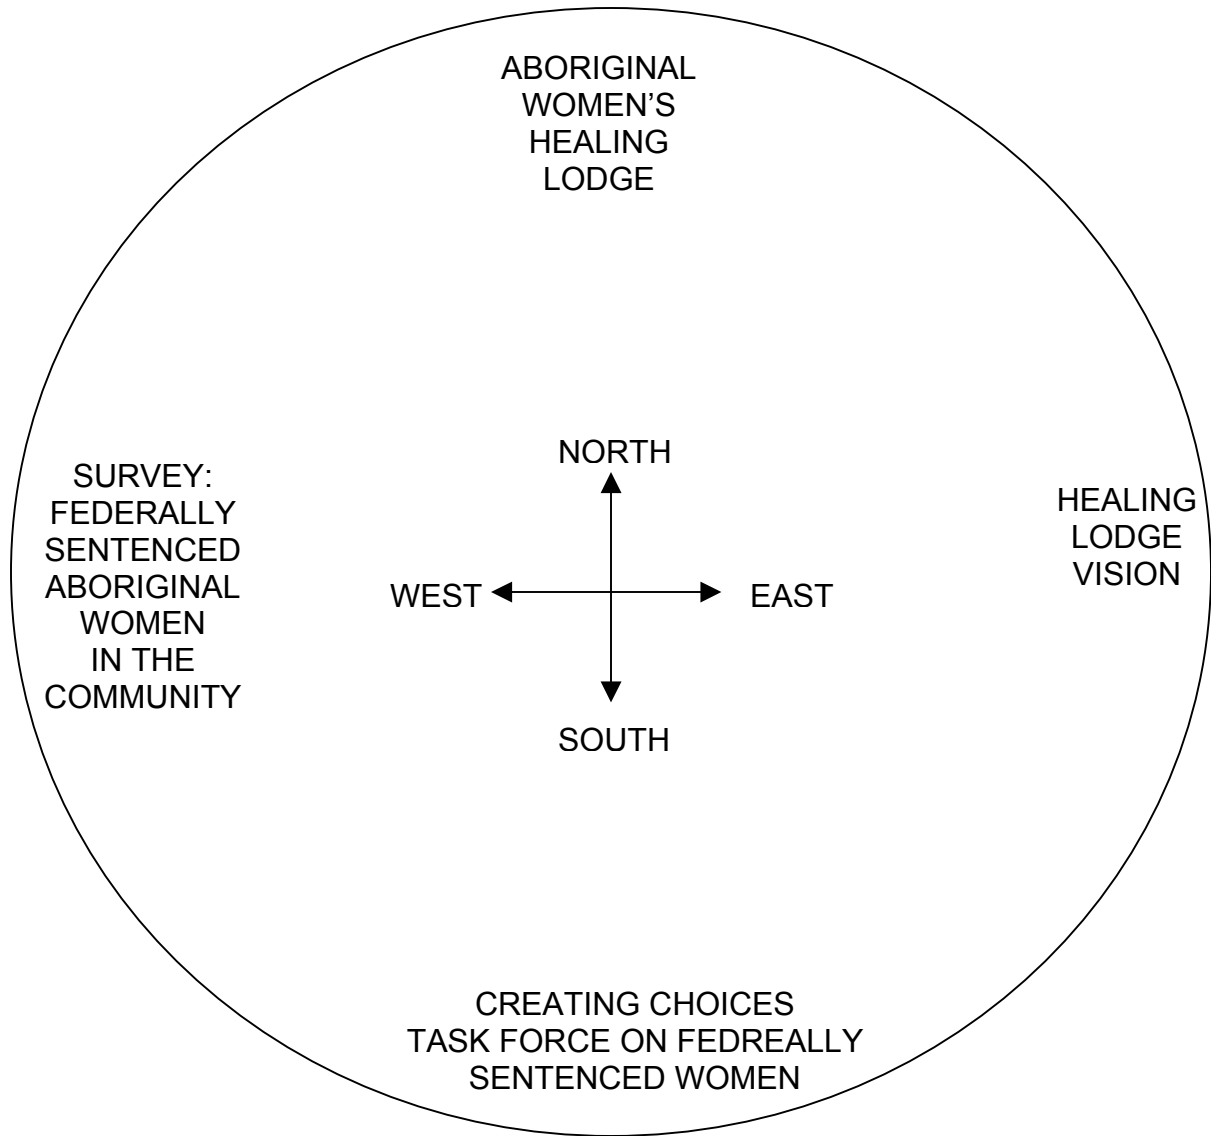 ABORIGINAL
WOMEN’S
HEALING
LODGE
NORTH
SURVEY:
FEDERALLY
SENTENCED
ABORIGINAL
WOMEN
IN THE
COMMUNITY
WEST
EAST
HEALING
LODGE
VISION
SOUTH
CREATING CHOICES
TASK FORCE ON FEDREALLY
SENTENCED WOMEN